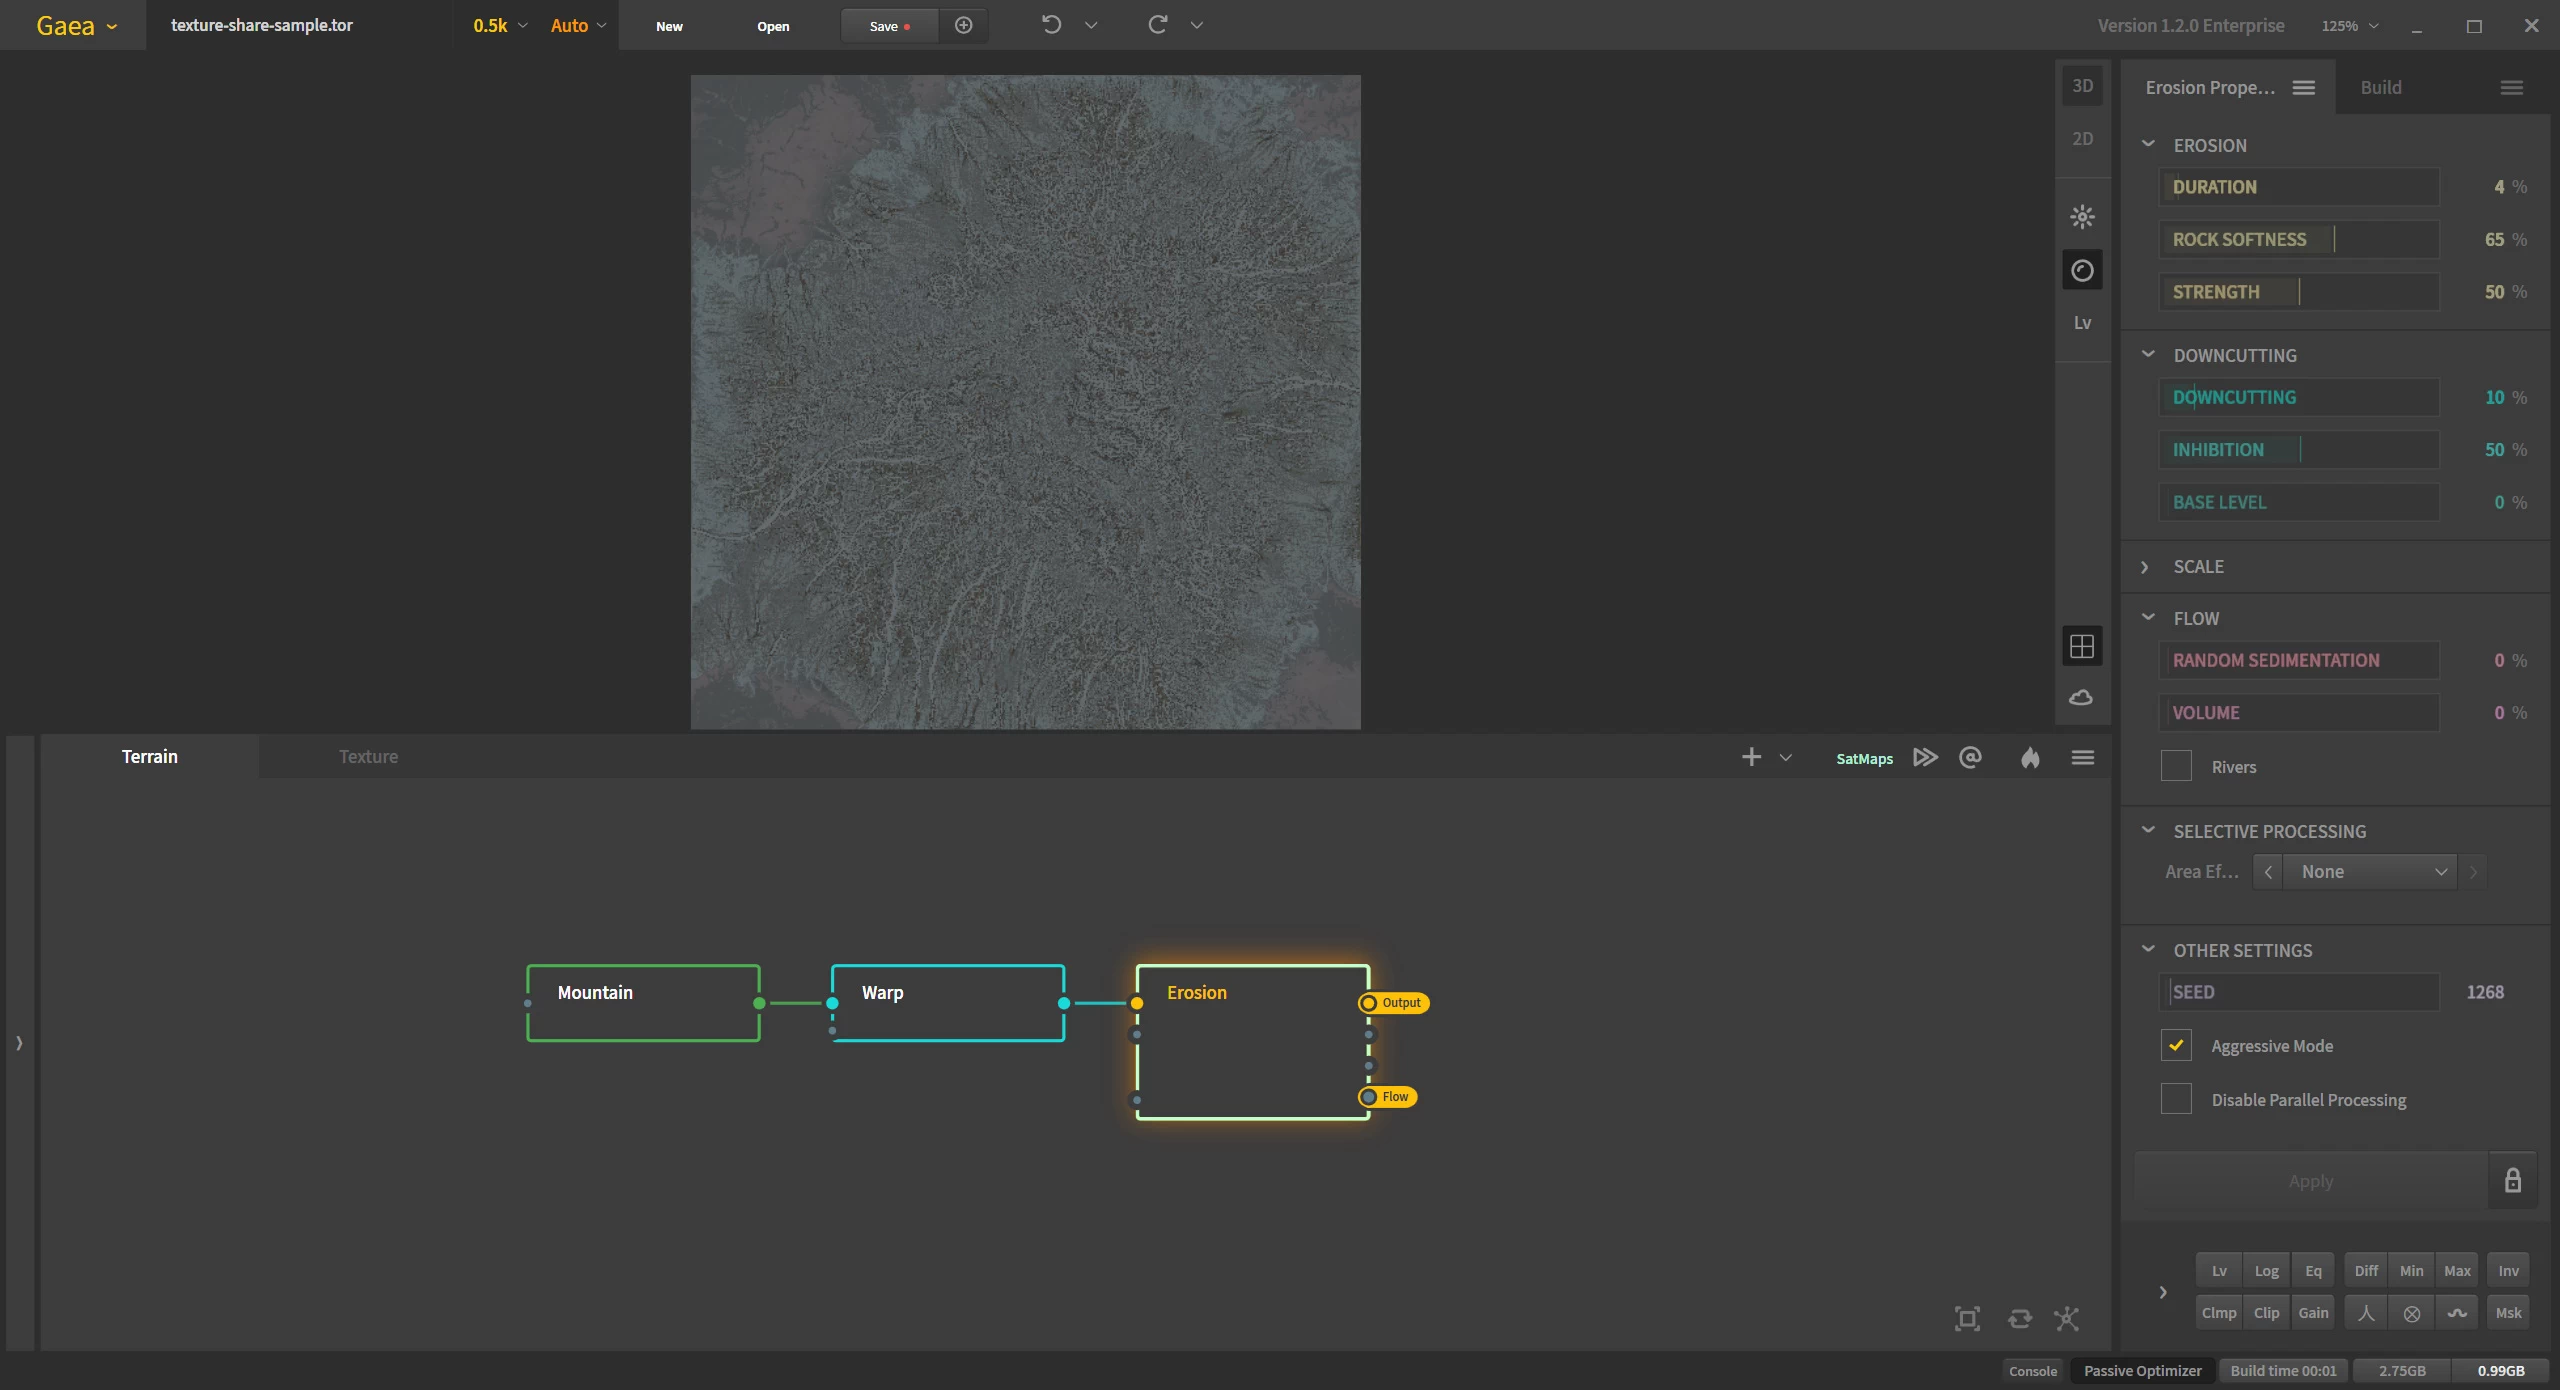 Gaea
texture-share-sample.tor
0.5k
Auto
New
Open
Save
Version 1.2.0 Enterprise
125%
3D
2D
Lv
Erosion Prope...
Build
EROSION
DURATION 4 %
ROCK SOFTNESS 65 %
STRENGTH 50 %
DOWNCUTTING
DOWNCUTTING 10 %
INHIBITION 50 %
BASE LEVEL 0 %
SCALE
FLOW
RANDOM SEDIMENTATION 0 %
VOLUME 0 %
Rivers
SELECTIVE PROCESSING
Area Ef... None
OTHER SETTINGS
SEED 1268
Aggressive Mode
Disable Parallel Processing
Apply
Lv Log Eq Diff Min Max Inv
Clmp Clip Gain 人 Msk
Terrain
Texture
SatMaps
Mountain
Warp
Erosion
Output
Flow
Console
Passive Optimizer
Build time 00:01
2.75GB
0.99GB